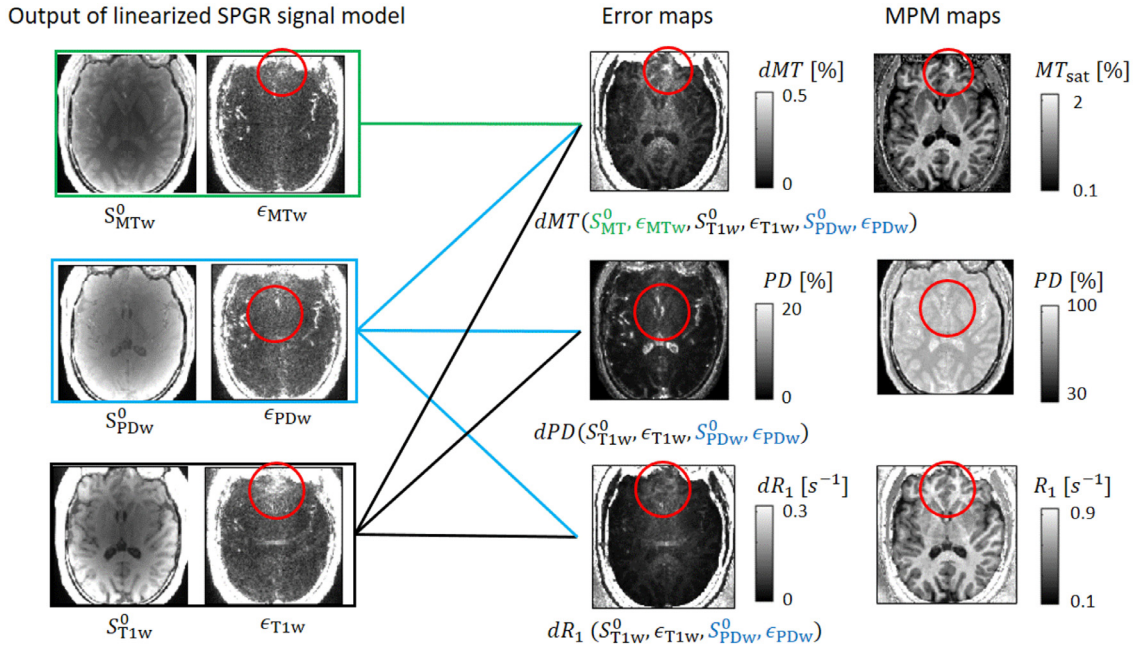 Output of linearized SPGR signal model
Error maps
MPM maps
dMT [%]
0.5
0
MT_sat [%]
2
0.1
S^0_MTw
ϵ_MTw
dMT(S^0_MT, ϵ_MTw, S^0_T1w, ϵ_T1w, S^0_PDw, ϵ_PDw)
PD [%]
20
0
PD [%]
100
30
S^0_PDw
ϵ_PDw
dPD(S^0_T1w, ϵ_T1w, S^0_PDw, ϵ_PDw)
dR_1 [s^−1]
0.3
0
R_1 [s^−1]
0.9
0.1
S^0_T1w
ϵ_T1w
dR_1 (S^0_T1w, ϵ_T1w, S^0_PDw, ϵ_PDw)